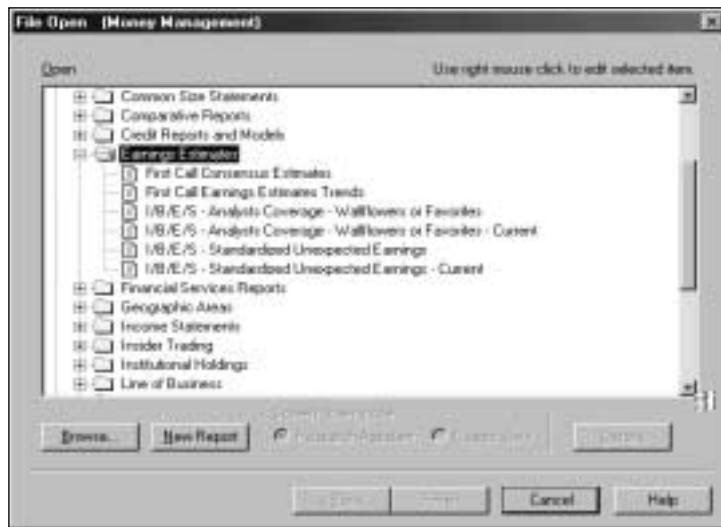 File Open (Money Management)
Open Use right mouse click to edit selected item.
Common Size Statements
Comparative Reports
Credit Reports and Models
Earnings Estimates
First Call Consensus Estimates
First Call Earnings Estimates Trends
I/B/E/S - Analysts Coverage - Wallflowers or Favorites
I/B/E/S - Analysts Coverage - Wallflowers or Favorites - Current
I/B/E/S - Standardized Unexpected Earnings
I/B/E/S - Standardized Unexpected Earnings - Current
Financial Services Reports
Geographic Areas
Income Statements
Insider Trading
Institutional Holdings
Line of Business
Browse... New Report
Cancel Help